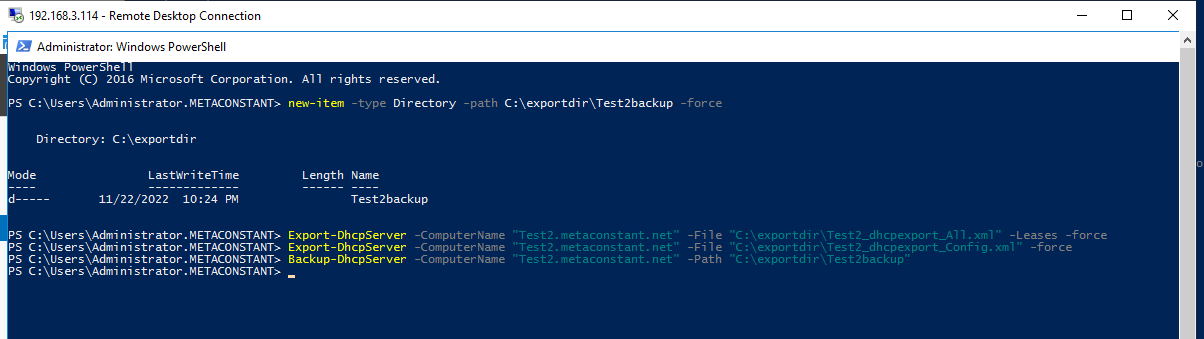 192.168.3.114 - Remote Desktop Connection
Administrator: Windows PowerShell
Windows PowerShell
Copyright (C) 2016 Microsoft Corporation. All rights reserved.
PS C:\Users\Administrator.METACONSTANT> new-item -type Directory -path C:\exportdir\Test2backup -force
Directory: C:\exportdir
Mode                LastWriteTime         Length Name
----                -------------         ------ ----
d-----       11/22/2022  10:24 PM                Test2backup
PS C:\Users\Administrator.METACONSTANT> Export-DhcpServer -ComputerName "Test2.metaconstant.net" -File "C:\exportdir\Test2_dhcpexport_All.xml" -Leases -force
PS C:\Users\Administrator.METACONSTANT> Export-DhcpServer -ComputerName "Test2.metaconstant.net" -File "C:\exportdir\Test2_dhcpexport_Config.xml" -force
PS C:\Users\Administrator.METACONSTANT> Backup-DhcpServer -ComputerName "Test2.metaconstant.net" -Path "C:\exportdir\Test2backup"
PS C:\Users\Administrator.METACONSTANT>